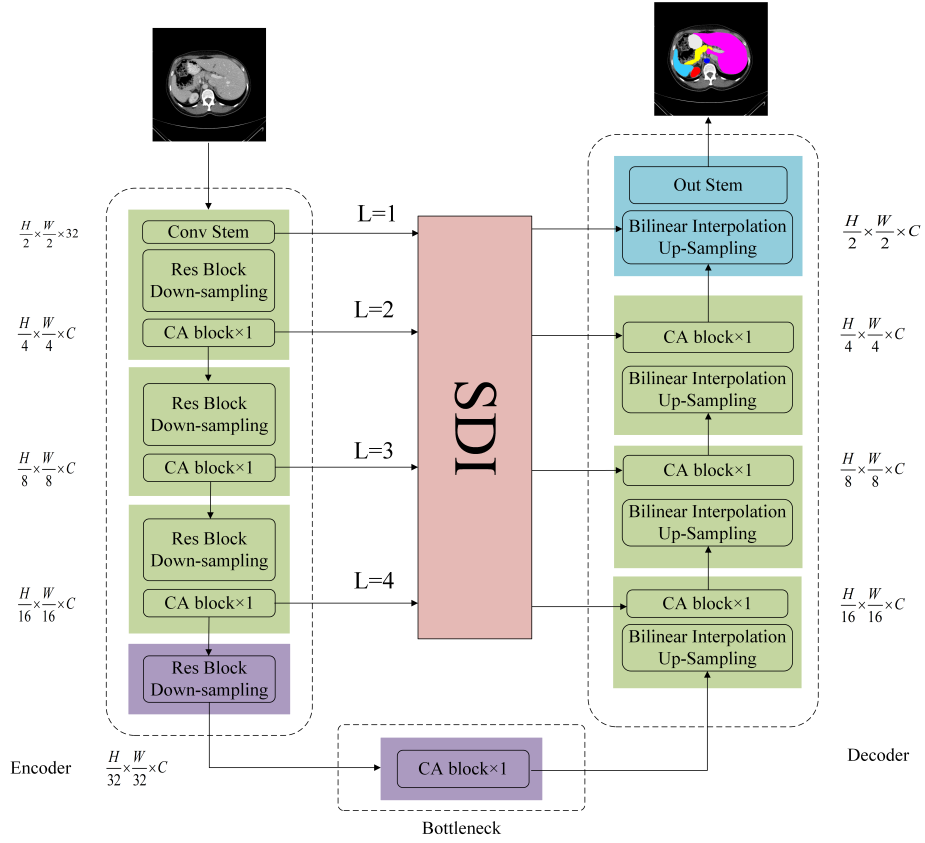 L=1
H/2 × W/2 × 32
Conv Stem
Res Block
Down-sampling
L=2
H/4 × W/4 × C
CA block×1
Res Block
Down-sampling
L=3
H/8 × W/8 × C
CA block×1
Res Block
Down-sampling
L=4
H/16 × W/16 × C
CA block×1
Res Block
Down-sampling
Encoder
H/32 × W/32 × C
SDI
CA block×1
Bottleneck
Out Stem
Bilinear Interpolation
Up-Sampling
H/2 × W/2 × C
CA block×1
H/4 × W/4 × C
Bilinear Interpolation
Up-Sampling
CA block×1
H/8 × W/8 × C
Bilinear Interpolation
Up-Sampling
CA block×1
H/16 × W/16 × C
Bilinear Interpolation
Up-Sampling
Decoder